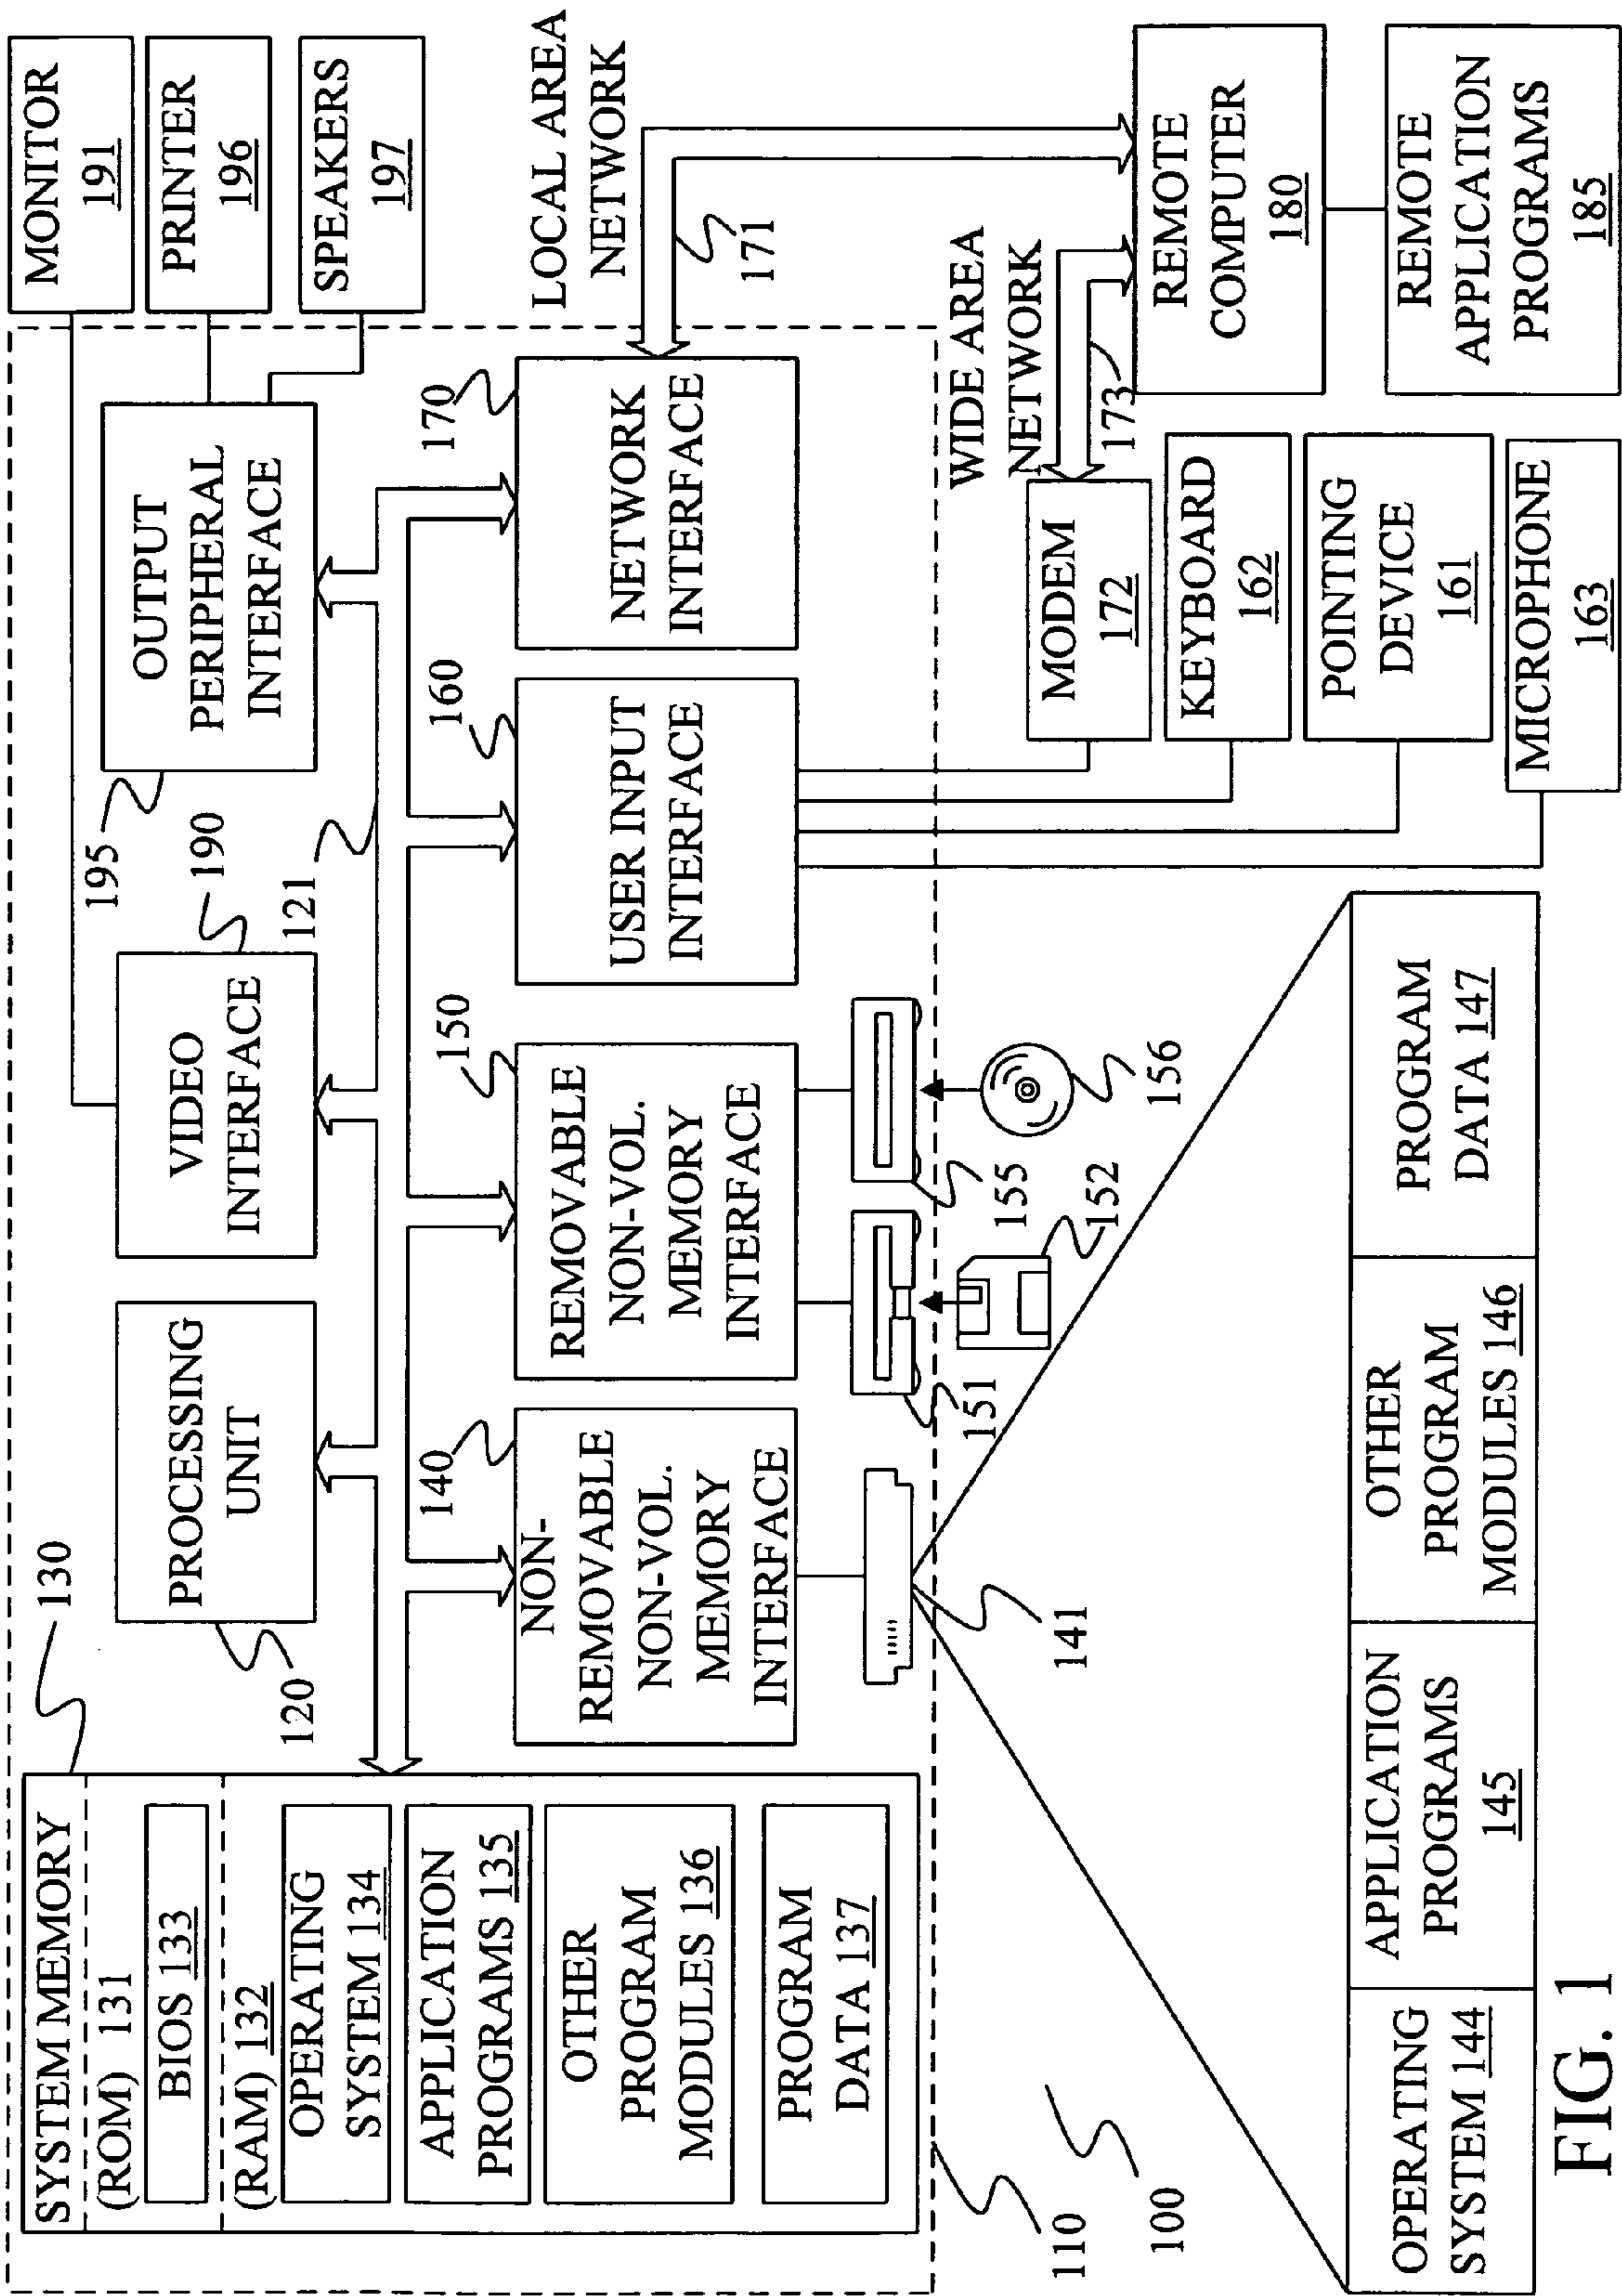 SYSTEM MEMORY
(ROM) 131
BIOS 133
(RAM) 132
OPERATING
SYSTEM 134
APPLICATION
PROGRAMS 135
OTHER
PROGRAM
MODULES 136
PROGRAM
DATA 137
130
PROCESSING
UNIT
120
VIDEO
INTERFACE
190
121
OUTPUT
PERIPHERAL
INTERFACE
195
MONITOR
191
PRINTER
196
SPEAKERS
197
NON-
REMOVABLE
NON-VOL.
MEMORY
INTERFACE
140
REMOVABLE
NON-VOL.
MEMORY
INTERFACE
150
USER INPUT
INTERFACE
160
NETWORK
INTERFACE
170
LOCAL AREA
NETWORK
171
WIDE AREA
NETWORK
173
141
151
152
155
156
MODEM
172
KEYBOARD
162
POINTING
DEVICE
161
MICROPHONE
163
REMOTE
COMPUTER
180
REMOTE
APPLICATION
PROGRAMS
185
110
100
OPERATING
SYSTEM 144
APPLICATION
PROGRAMS
145
OTHER
PROGRAM
MODULES 146
PROGRAM
DATA 147
FIG. 1